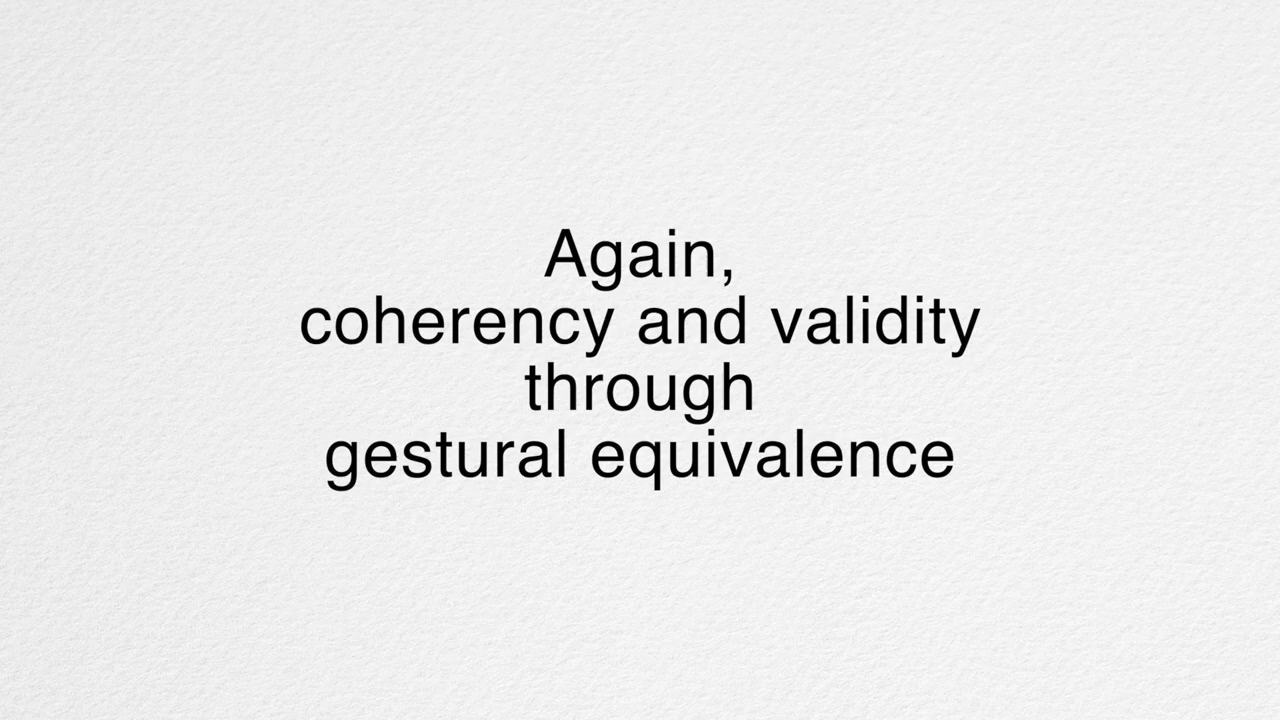 Again,
coherency and validity
through
gestural equivalence